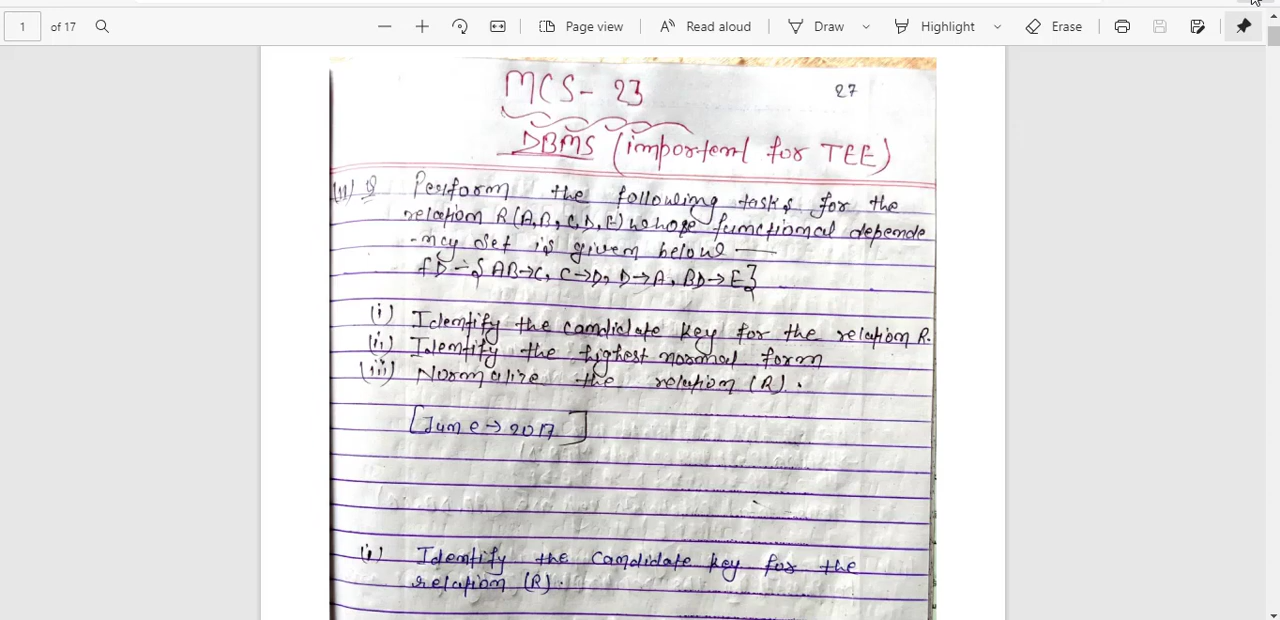 1 of 17 Page view Read aloud Draw Highlight Erase
MCS-23 27
DBMS (important for TEE)
Q Perform the following tasks for the
relation R(A,B,C,D,E) whose functional depende
-ncy set is given below —
FD = { AB→C, C→D, D→A, BD→E}
(i) Identify the candidate key for the relation R.
(ii) Identify the highest normal form
(iii) Normalize the relation (R).
[June → 2017]
(i) Identify the candidate key for the
relation (R).